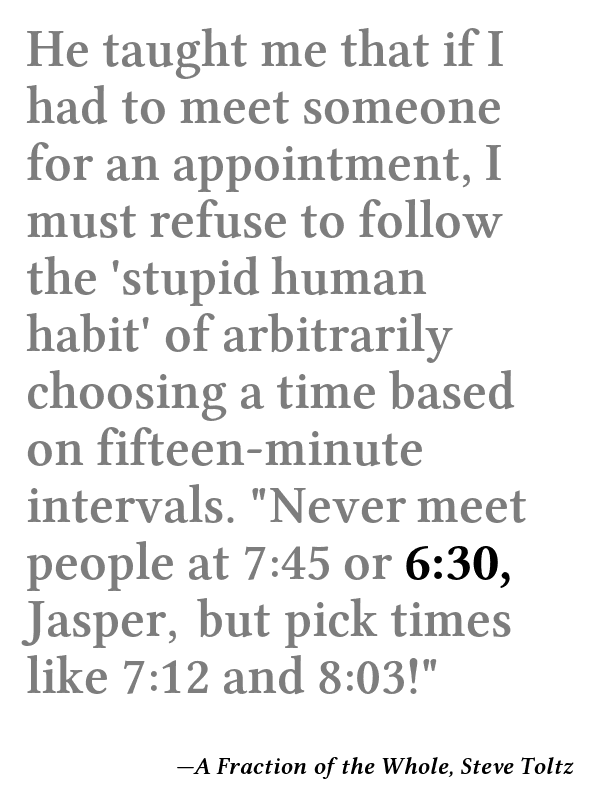 He taught me that if I
had to meet someone
for an appointment, I
must refuse to follow
the 'stupid human
habit' of arbitrarily
choosing a time based
on fifteen-minute
intervals. "Never meet
people at 7:45 or 6:30,
Jasper, but pick times
like 7:12 and 8:03!"
—A Fraction of the Whole, Steve Toltz